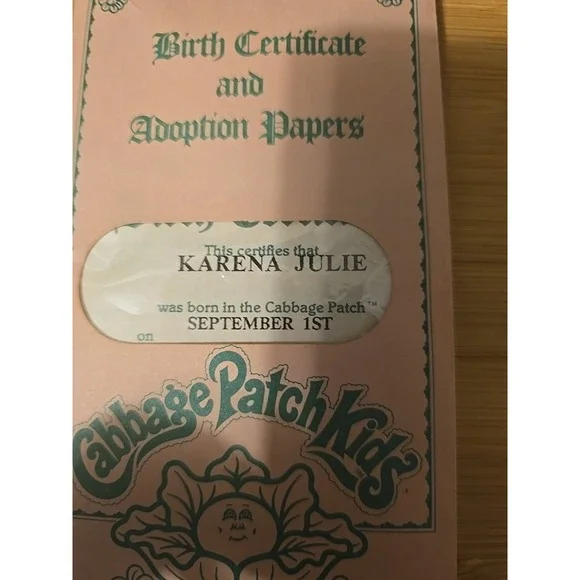 Birth Certificate
and
Adoption Papers
This certifies that
KARENA JULIE
was born in the Cabbage Patch™
SEPTEMBER 1ST
on
Cabbage Patch Kids